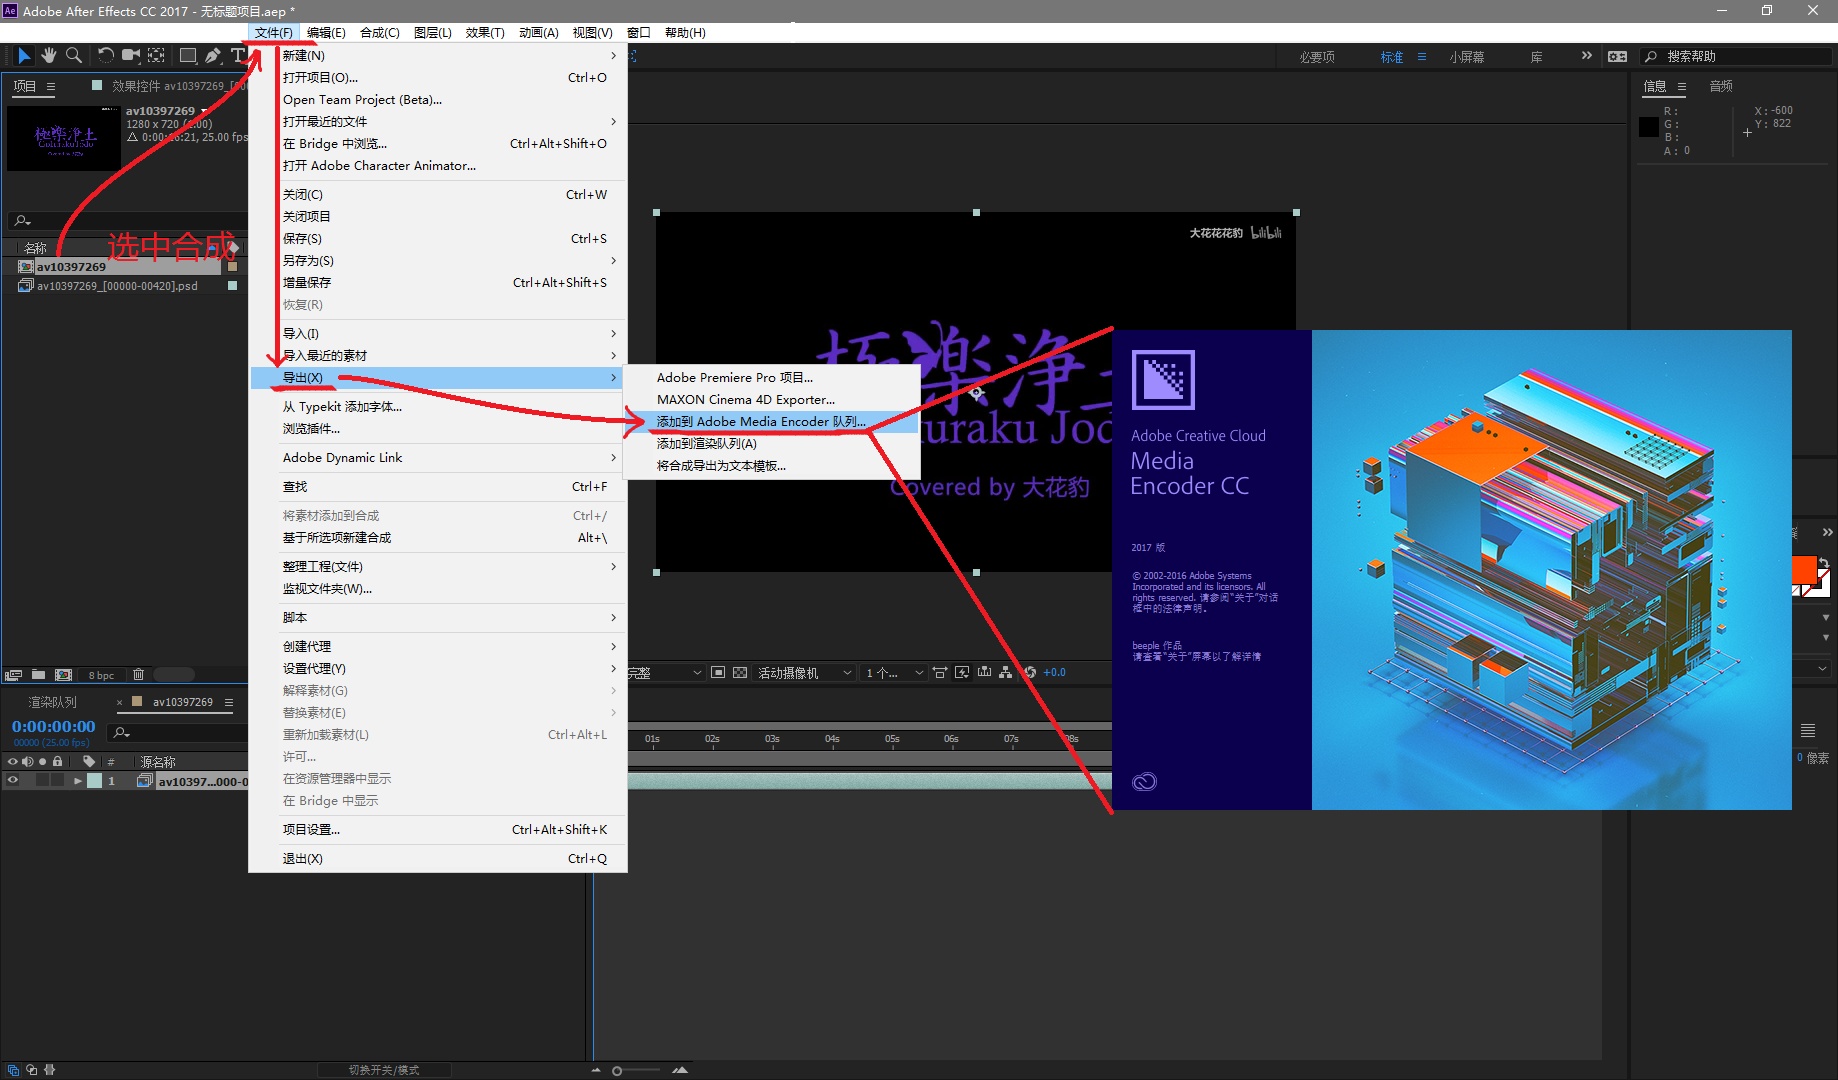 Adobe After Effects CC 2017 - 无标题项目.aep *
文件(F) 编辑(E) 合成(C) 图层(L) 效果(T) 动画(A) 视图(V) 窗口 帮助(H)
必要项 标准 小屏幕 库 搜索帮助
项目 效果控件 av10397269_[00
av10397269
1280 x 720 (1.00)
Δ 0:00:16:21, 25.00 fps
名称
选中合成
av10397269
av10397269_[00000-00420].psd
8 bpc
新建(N)
打开项目(O)... Ctrl+O
Open Team Project (Beta)...
打开最近的文件
在 Bridge 中浏览... Ctrl+Alt+Shift+O
打开 Adobe Character Animator...
关闭(C) Ctrl+W
关闭项目
保存(S) Ctrl+S
另存为(S)
增量保存 Ctrl+Alt+Shift+S
恢复(R)
导入(I)
导入最近的素材
导出(X)
从 Typekit 添加字体...
浏览插件...
Adobe Dynamic Link
查找 Ctrl+F
将素材添加到合成 Ctrl+/
基于所选项新建合成 Alt+\
整理工程(文件)
监视文件夹(W)...
脚本
创建代理
设置代理(Y)
解释素材(G)
替换素材(E)
重新加载素材(L) Ctrl+Alt+L
许可...
在资源管理器中显示
在 Bridge 中显示
项目设置... Ctrl+Alt+Shift+K
退出(X) Ctrl+Q
Adobe Premiere Pro 项目...
MAXON Cinema 4D Exporter...
添加到 Adobe Media Encoder 队列...
添加到渲染队列(A)
将合成导出为文本模板...
大花花花豹 bilibili
極樂浄土
kuraku Jod
Covered by 大花豹
Adobe Creative Cloud
Media
Encoder CC
2017 版
© 2002-2016 Adobe Systems
Incorporated and its licensors. All
rights reserved. 请参阅“关于”对话
框中的法律声明。
beeple 作品
请查看“关于”屏幕以了解详情
信息 音频
R: X: -600
G: Y: 822
B:
A: 0
完整 活动摄像机 1 个... +0.0
渲染队列 av10397269
0:00:00:00
00000 (25.00 fps)
# 源名称
1 av10397...000-0
01s 02s 03s 04s 05s 06s 07s 08s
0 像素
切换开关/模式